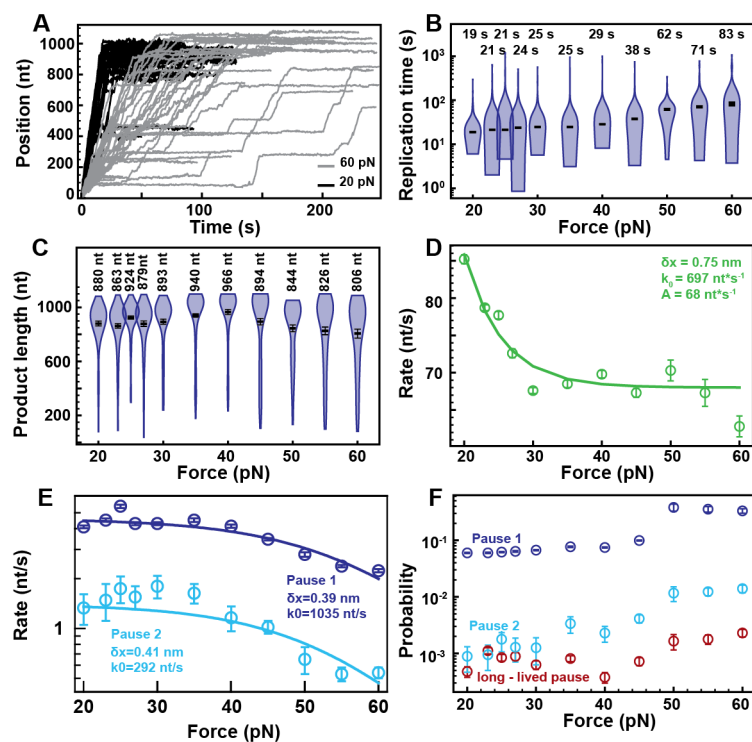 A
Position (nt)
1000
800
600
400
200
0
0
100
200
Time (s)
60 pN
20 pN
B
Replication time (s)
10³
10²
10¹
10⁰
19 s
21 s
21 s
24 s
25 s
25 s
29 s
38 s
62 s
71 s
83 s
20
30
40
50
60
Force (pN)
C
Product length (nt)
1000
600
200
880 nt
863 nt
924 nt
879 nt
893 nt
940 nt
966 nt
894 nt
844 nt
826 nt
806 nt
20
30
40
50
60
Force (pN)
D
Rate (nt/s)
80
70
60
δx = 0.75 nm
k₀ = 697 nt*s⁻¹
A = 68 nt*s⁻¹
20
30
40
50
60
Force (pN)
E
Rate (nt/s)
1
Pause 1
δx=0.39 nm
k0=1035 nt/s
Pause 2
δx=0.41 nm
k0=292 nt/s
20
30
40
50
60
Force (pN)
F
Probability
10⁻¹
10⁻²
10⁻³
Pause 1
Pause 2
long - lived pause
20
30
40
50
60
Force (pN)